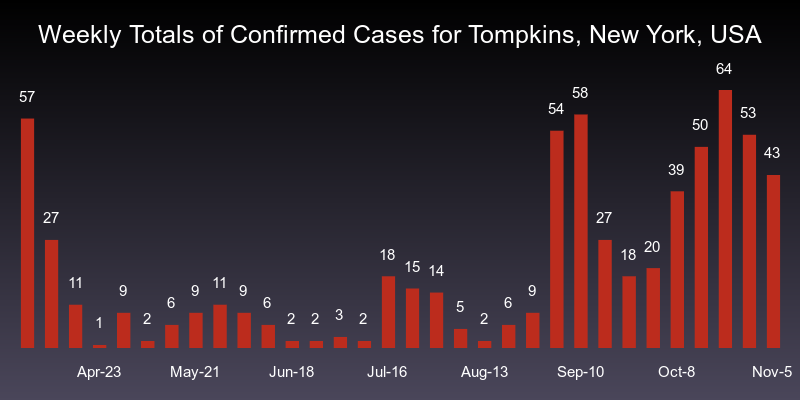 Weekly Totals of Confirmed Cases for Tompkins, New York, USA
57 27 11 1 9 2 6 9 11 9 6 2 2 3 2 18 15 14 5 2 6 9 54 58 27 18 20 39 50 64 53 43
Apr-23 May-21 Jun-18 Jul-16 Aug-13 Sep-10 Oct-8 Nov-5